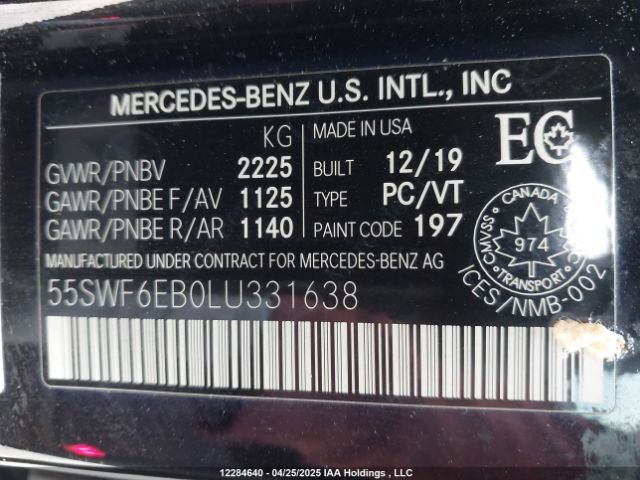 MERCEDES-BENZ U.S. INTL., INC
KG
GVWR/PNBV 2225
GAWR/PNBE F/AV 1125
GAWR/PNBE R/AR 1140
MADE IN USA
BUILT 12/19
TYPE PC/VT
PAINT CODE 197
EC
CANADA
CMVSS
974
TRANSPORT
ICES/NMB-002
MANUFACTURED UNDER CONTRACT FOR MERCEDES-BENZ AG
55SWF6EB0LU331638
12284640 - 04/25/2025 IAA Holdings , LLC